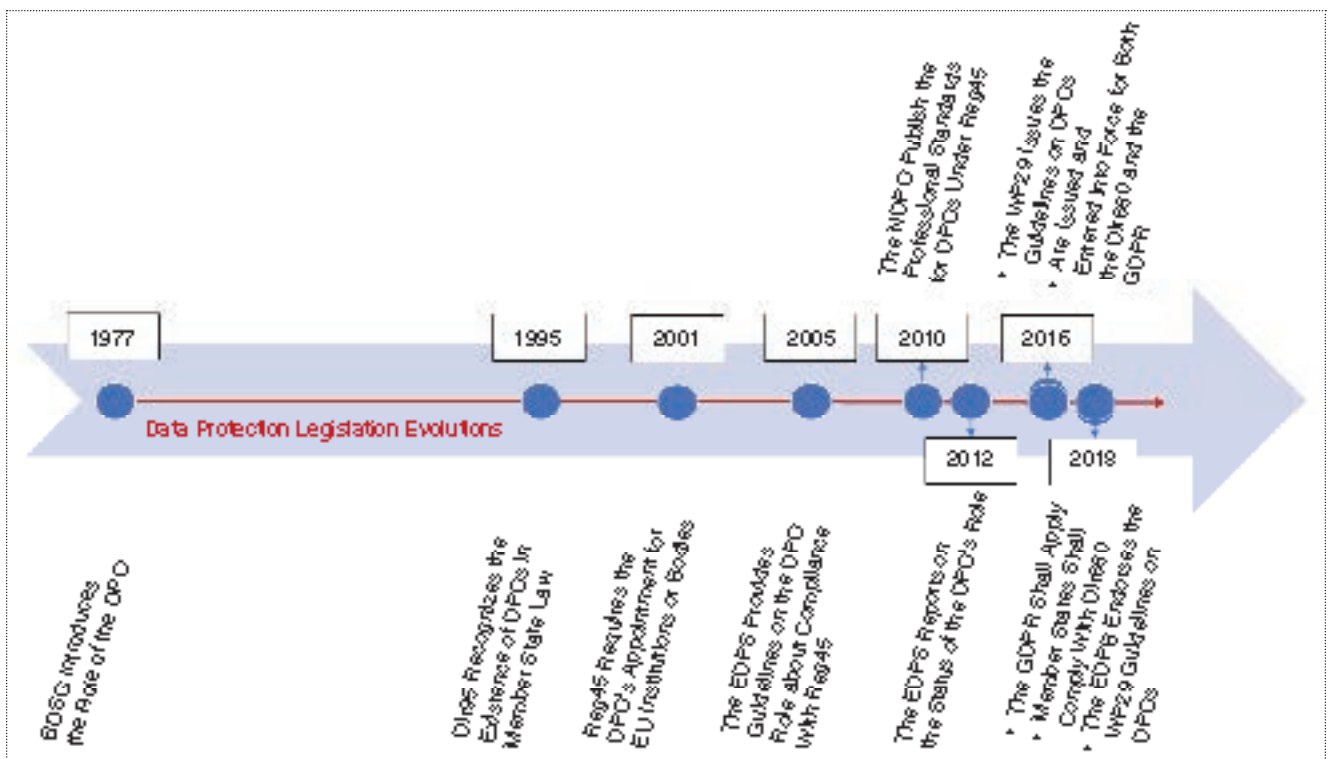 The NDPO Publish the
Professional Standards
for DPOs Under Reg45
• The WP29 Issues the
Guidelines on DPOs
• Are Issued and
Entered Into Force for Both
the Dir680 and the
GDPR
1977
1995
2001
2005
2010
2016
Data Protection Legislation Evolutions
2012
2018
BDSG Introduces
the Role of the DPO
Dir95 Recognizes the
Existence of DPOs In
Member State Law
Reg45 Requires the
DPO's Appointment for
EU Institutions or Bodies
The EDPS Provides
Guidelines on the DPO
Role about Compliance
With Reg45
The EDPS Reports on
the Status of the DPO's Role
• The GDPR Shall Apply
• Member States Shall
Comply With Dir680
• The EDPB Endorses the
WP29 Guidelines on
DPOs